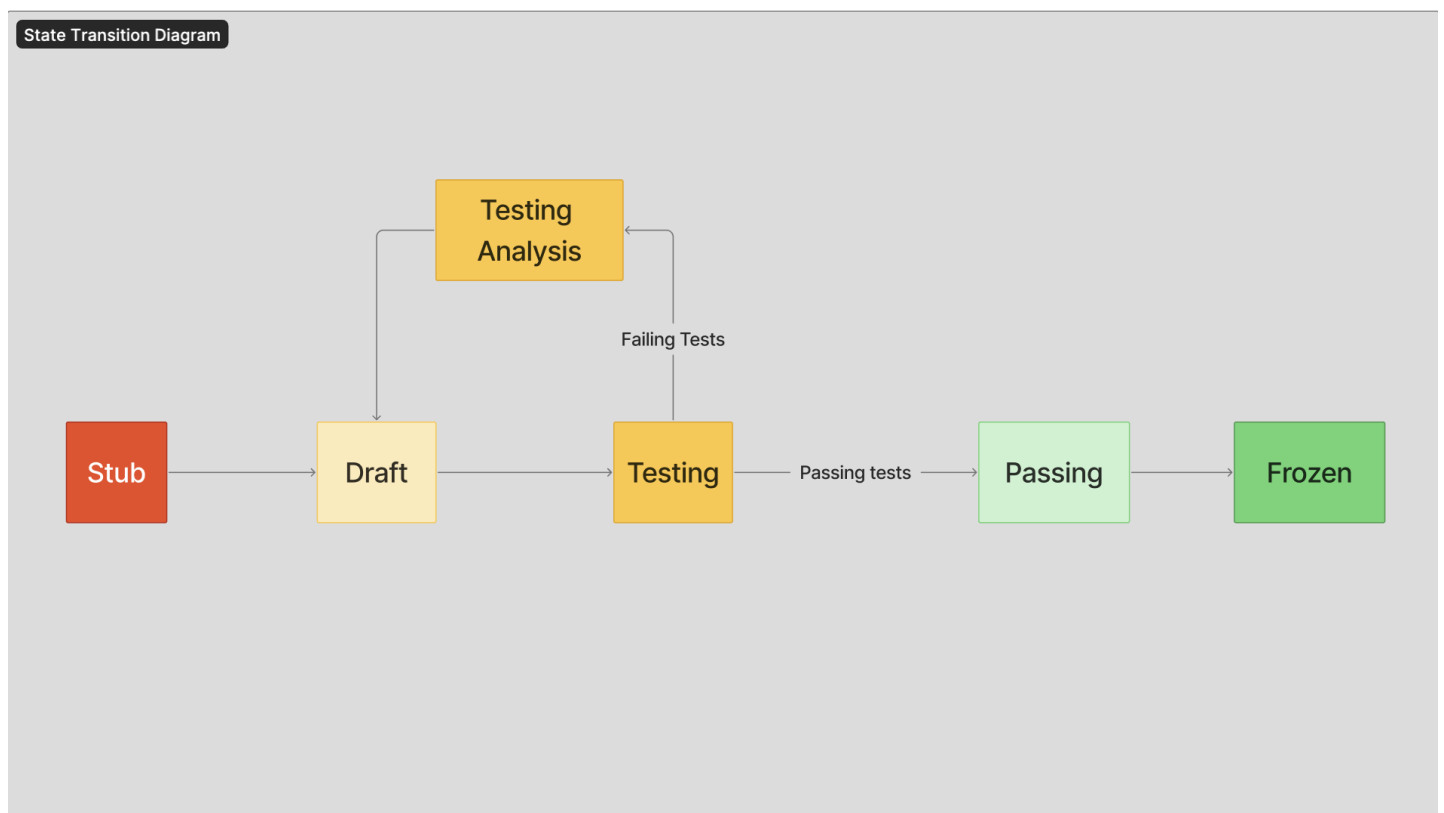 State Transition Diagram
Testing
Analysis
Failing Tests
Stub
Draft
Testing
Passing tests
Passing
Frozen